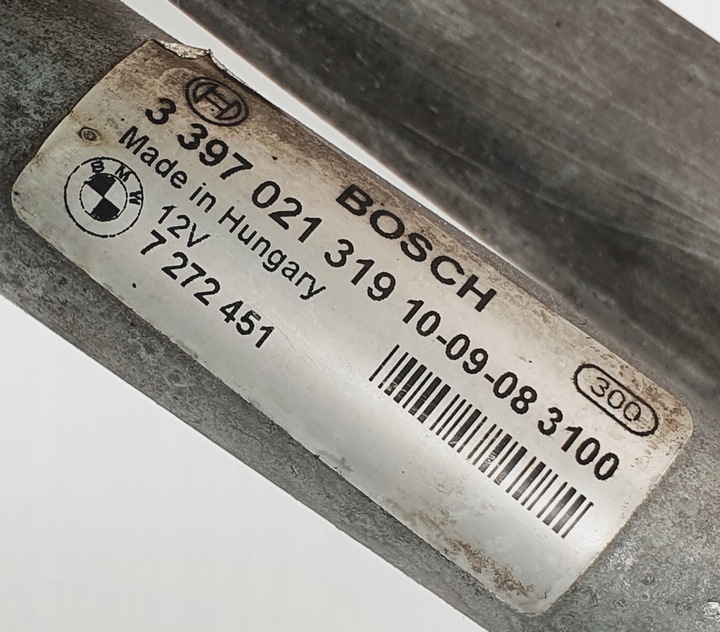 BOSCH
3 397 021 319 10-09-08 3100
Made in Hungary
300
BMW
12V
7 272 451